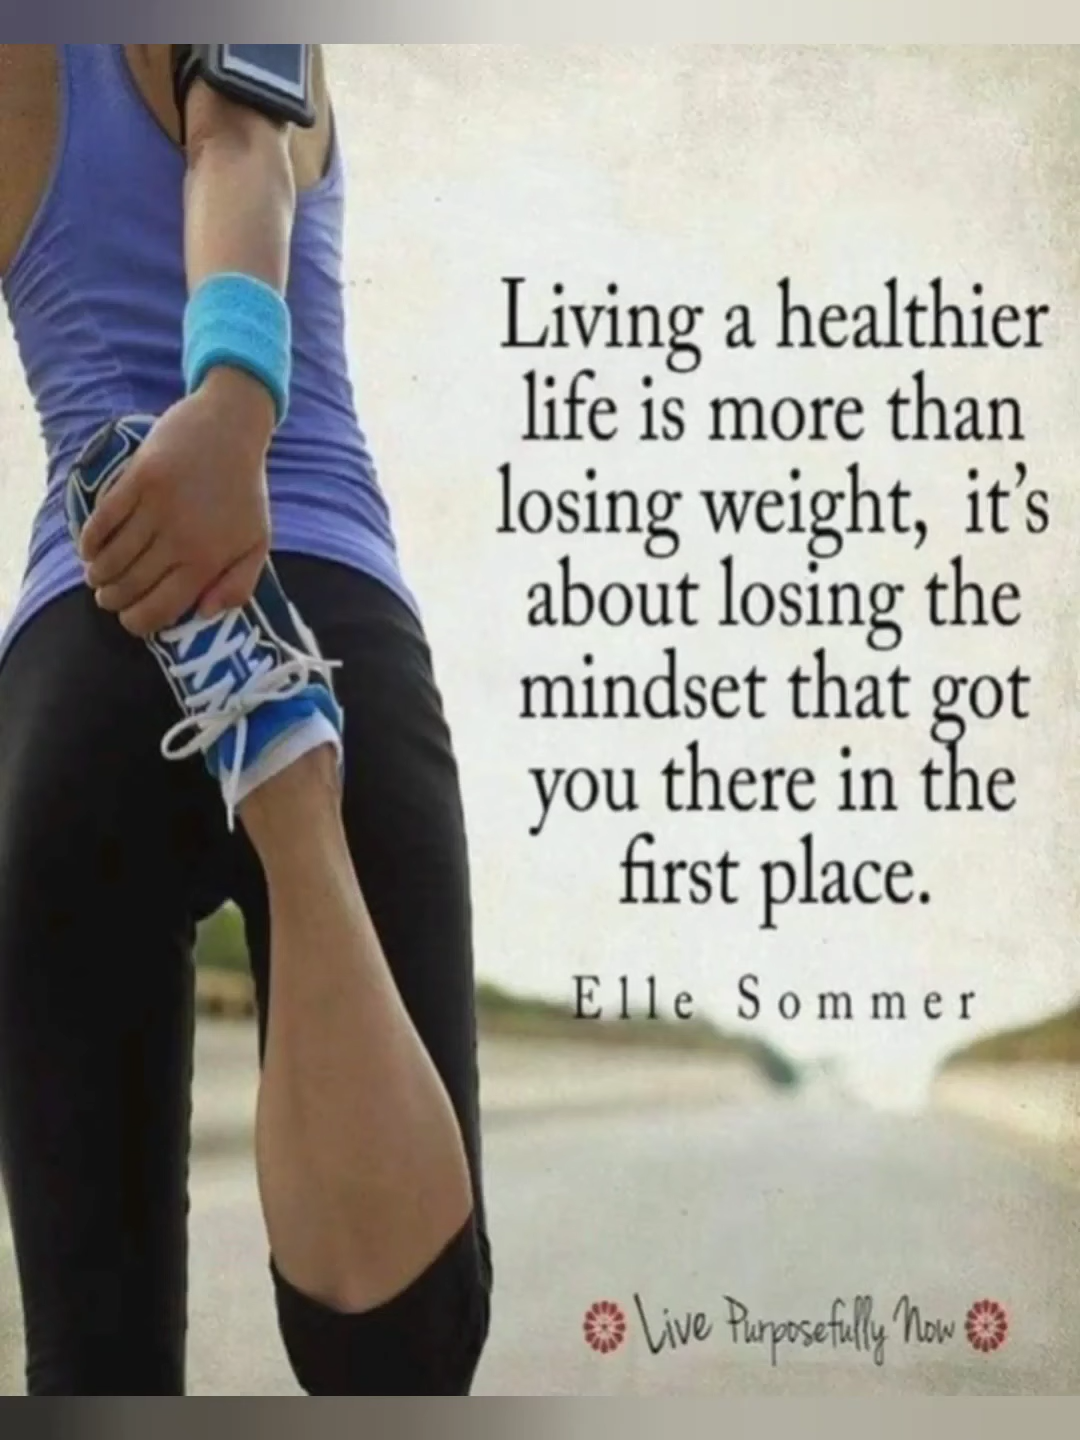 Living a healthier
life is more than
losing weight, it's
about losing the
mindset that got
you there in the
first place.
Elle Sommer
Live Purposefully Now